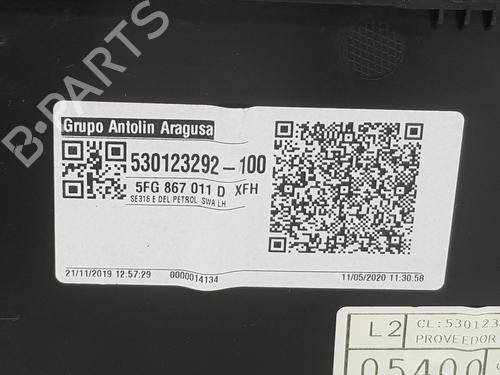 B-PARTS
Grupo Antolin Aragusa
530123292-100
5FG 867 011 D XFH
SE316 E DEL PETROL SWA LH
21/11/2019 12:57:29 0000014134 11/05/2020 11:30:58
L2 CL:530123
PROVEEDOR
05400